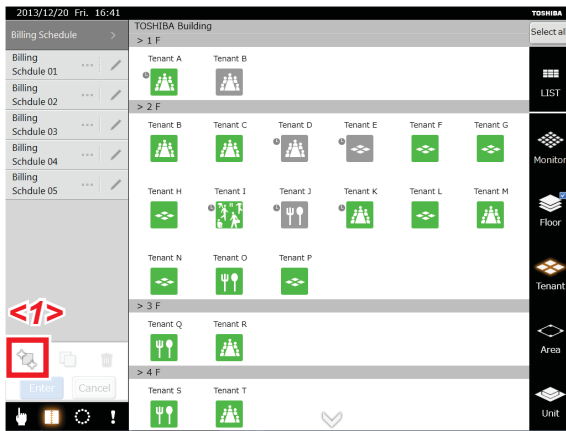 2013/12/20 Fri. 16:41
TOSHIBA
Billing Schedule >
Billing
Schdule 01 ...
Billing
Schdule 02 ...
Billing
Schdule 03 ...
Billing
Schdule 04 ...
Billing
Schdule 05 ...
<1>
Enter Cancel
!
TOSHIBA Building
> 1 F
Tenant A Tenant B
> 2 F
Tenant B Tenant C Tenant D Tenant E Tenant F Tenant G
Tenant H Tenant I Tenant J Tenant K Tenant L Tenant M
Tenant N Tenant O Tenant P
> 3 F
Tenant Q Tenant R
> 4 F
Tenant S Tenant T
Select all
LIST
Monitor
Floor
Tenant
Area
Unit